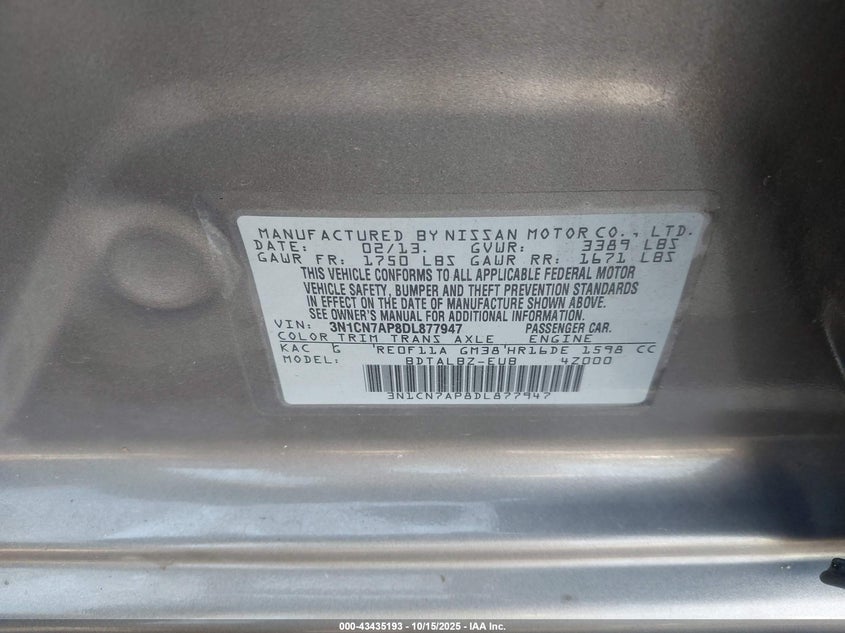 MANUFACTURED BY NISSAN MOTOR CO., LTD.
DATE: 02/13. GVWR: 3389 LBS
GAWR FR: 1750 LBS GAWR RR: 1671 LBS
THIS VEHICLE CONFORMS TO ALL APPLICABLE FEDERAL MOTOR
VEHICLE SAFETY, BUMPER AND THEFT PREVENTION STANDARDS
IN EFFECT ON THE DATE OF MANUFACTURE SHOWN ABOVE.
SEE OWNER'S MANUAL FOR ADDITIONAL INFORMATION.
VIN: 3N1CN7AP8DL877947 PASSENGER CAR.
COLOR TRIM TRANS AXLE ENGINE
KAC G RE0F11A GM38 HR16DE 1598 CC
MODEL: BDTALBZ-EUB 4Z000
3N1CN7AP8DL877947
000-43435193 - 10/15/2025 - IAA Inc.